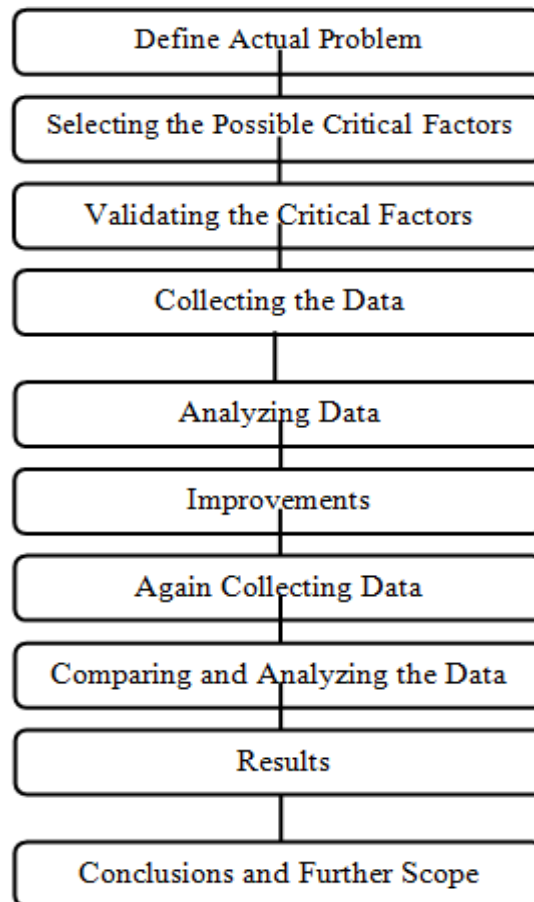 Define Actual Problem
Selecting the Possible Critical Factors
Validating the Critical Factors
Collecting the Data
Analyzing Data
Improvements
Again Collecting Data
Comparing and Analyzing the Data
Results
Conclusions and Further Scope